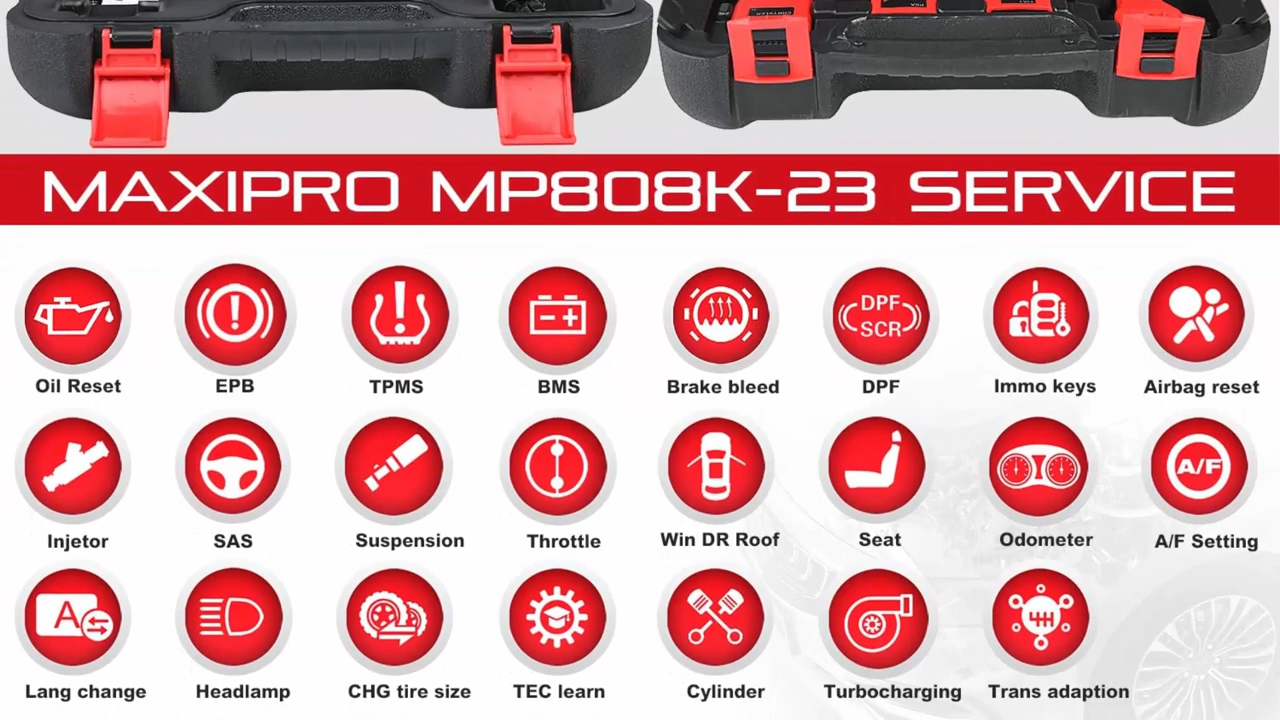 MAXIPRO MP808K-23 SERVICE
DPF
SCR
Oil Reset EPB TPMS BMS Brake bleed DPF Immo keys Airbag reset
A/F
Injetor SAS Suspension Throttle Win DR Roof Seat Odometer A/F Setting
A
Lang change Headlamp CHG tire size TEC learn Cylinder Turbocharging Trans adaption